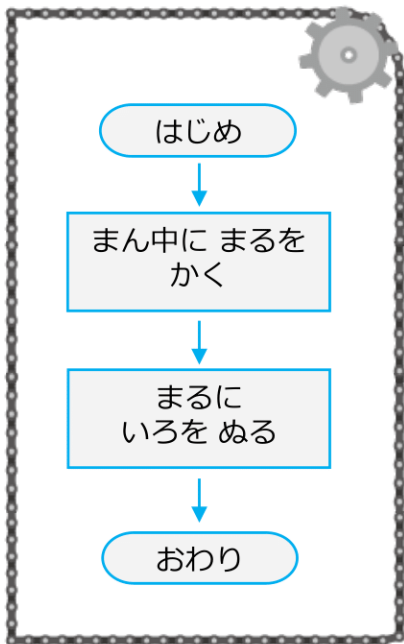 はじめ
まん中に まるを
かく
まるに
いろを ぬる
おわり